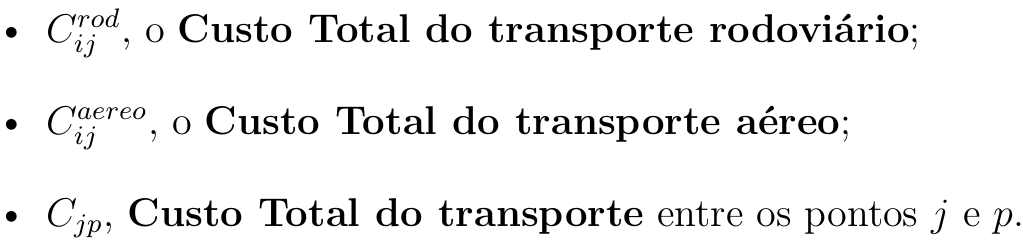 • $C_{ij}^{rod}$, o **Custo Total do transporte rodoviário**;
• $C_{ij}^{aereo}$, o **Custo Total do transporte aéreo**;
• $C_{jp}$, **Custo Total do transporte** entre os pontos $j$ e $p$.